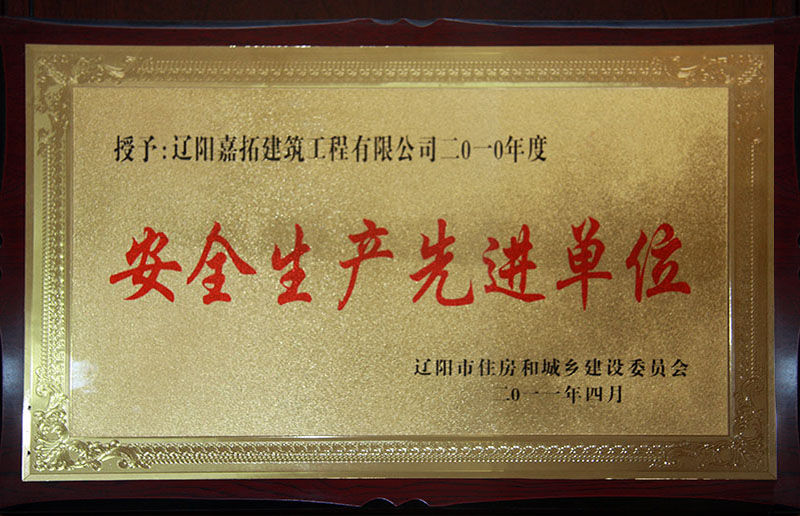 授予:辽阳嘉拓建筑工程有限公司二0一0年度
安全生产先进单位
辽阳市住房和城乡建设委员会
二0一一年四月